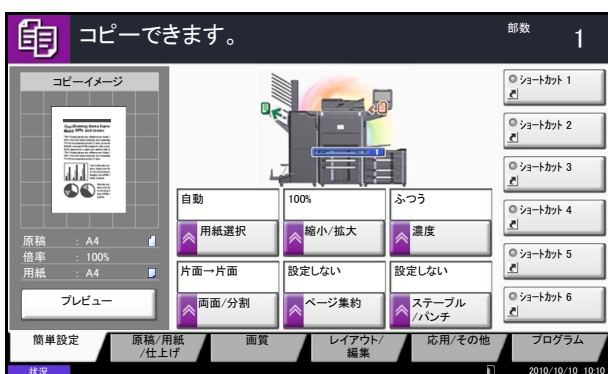 コピーできます。
部数
1
コピーイメージ
原稿 : A4
倍率 : 100%
用紙 : A4
プレビュー
自動
用紙選択
100%
縮小/拡大
ふつう
濃度
片面→片面
両面/分割
設定しない
ページ集約
設定しない
ステープル
/パンチ
ショートカット 1
ショートカット 2
ショートカット 3
ショートカット 4
ショートカット 5
ショートカット 6
簡単設定
原稿/用紙
/仕上げ
画質
レイアウト/
編集
応用/その他
プログラム
状況
2010/10/10 10:10